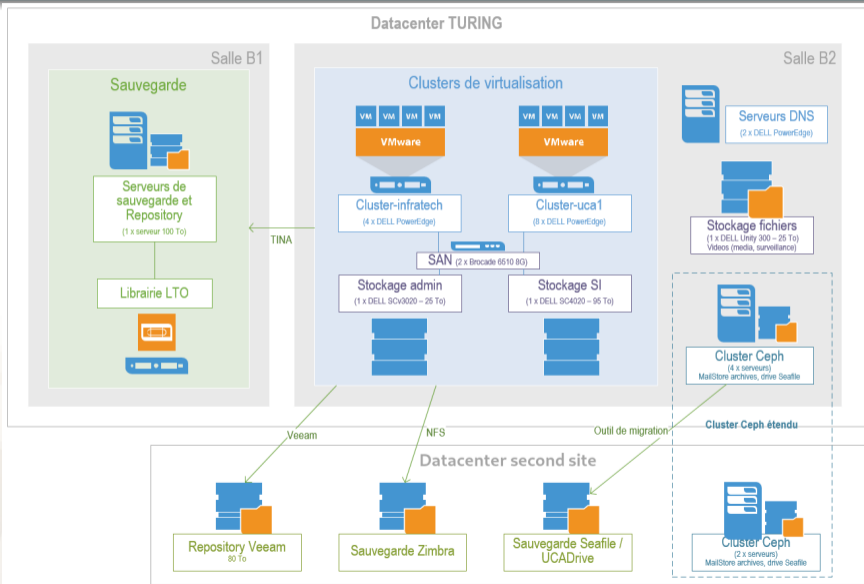 Datacenter TURING
Salle B1
Salle B2
Sauvegarde
Serveurs de
sauvegarde et
Repository
(1 x serveur 100 To)
Librairie LTO
TINA
Clusters de virtualisation
VM VM VM VM
VMware
VM VM VM VM
VMware
Cluster-infratech
(4 x DELL PowerEdge)
Cluster-uca1
(8 x DELL PowerEdge)
SAN (2 x Brocade 6510 8G)
Stockage admin
(1 x DELL SCv3020 – 25 To)
Stockage SI
(1 x DELL SC4020 – 95 To)
Serveurs DNS
(2 x DELL PowerEdge)
Stockage fichiers
(1 x DELL Unity 300 – 25 To)
Videos (media, surveillance)
Cluster Ceph
(4 x serveurs)
MailStore archives, drive Seafile
Cluster Ceph étendu
Veeam
NFS
Outil de migration
Datacenter second site
Repository Veeam
80 To
Sauvegarde Zimbra
Sauvegarde Seafile /
UCADrive
Cluster Ceph
(2 x serveurs)
MailStore archives, drive Seafile